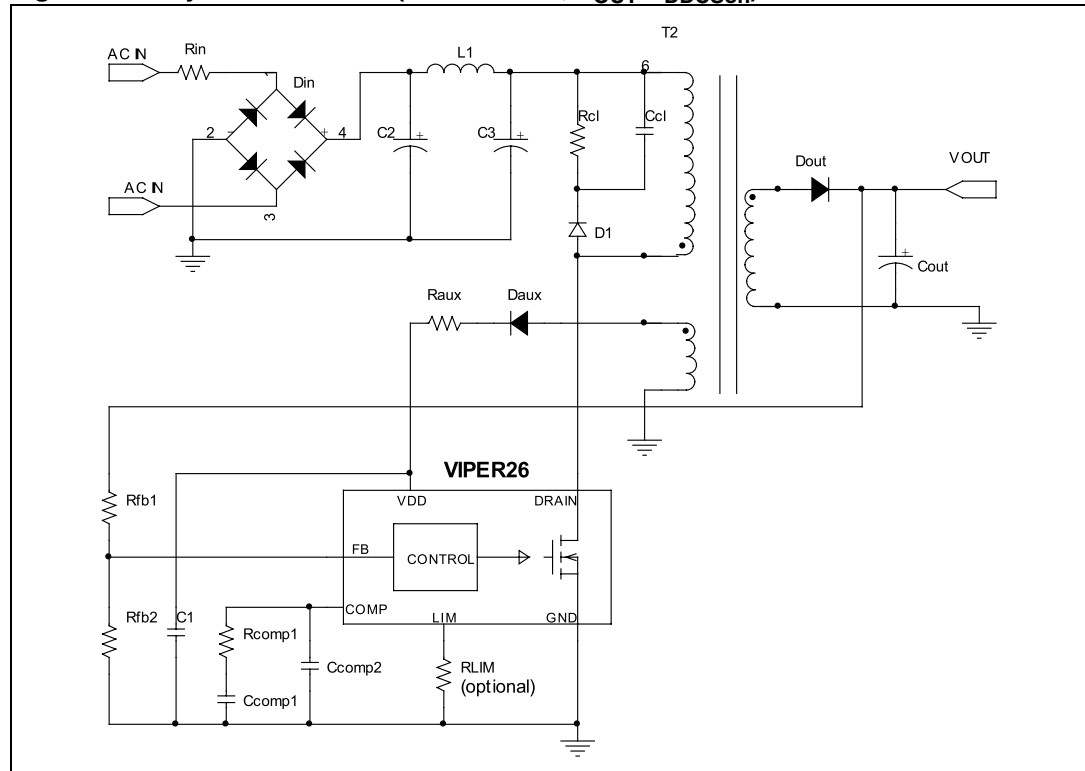 T2
AC IN
Rin
Din
L1
6
Rcl
Ccl
2
-
+
4
C2
+
C3
+
Dout
VOUT
AC IN
3
D1
+
Cout
Raux
Daux
VIPER26
VDD
DRAIN
Rfb1
FB
CONTROL
COMP
LIM
GND
Rfb2
C1
Rcomp1
Ccomp2
RLIM
(optional)
Ccomp1